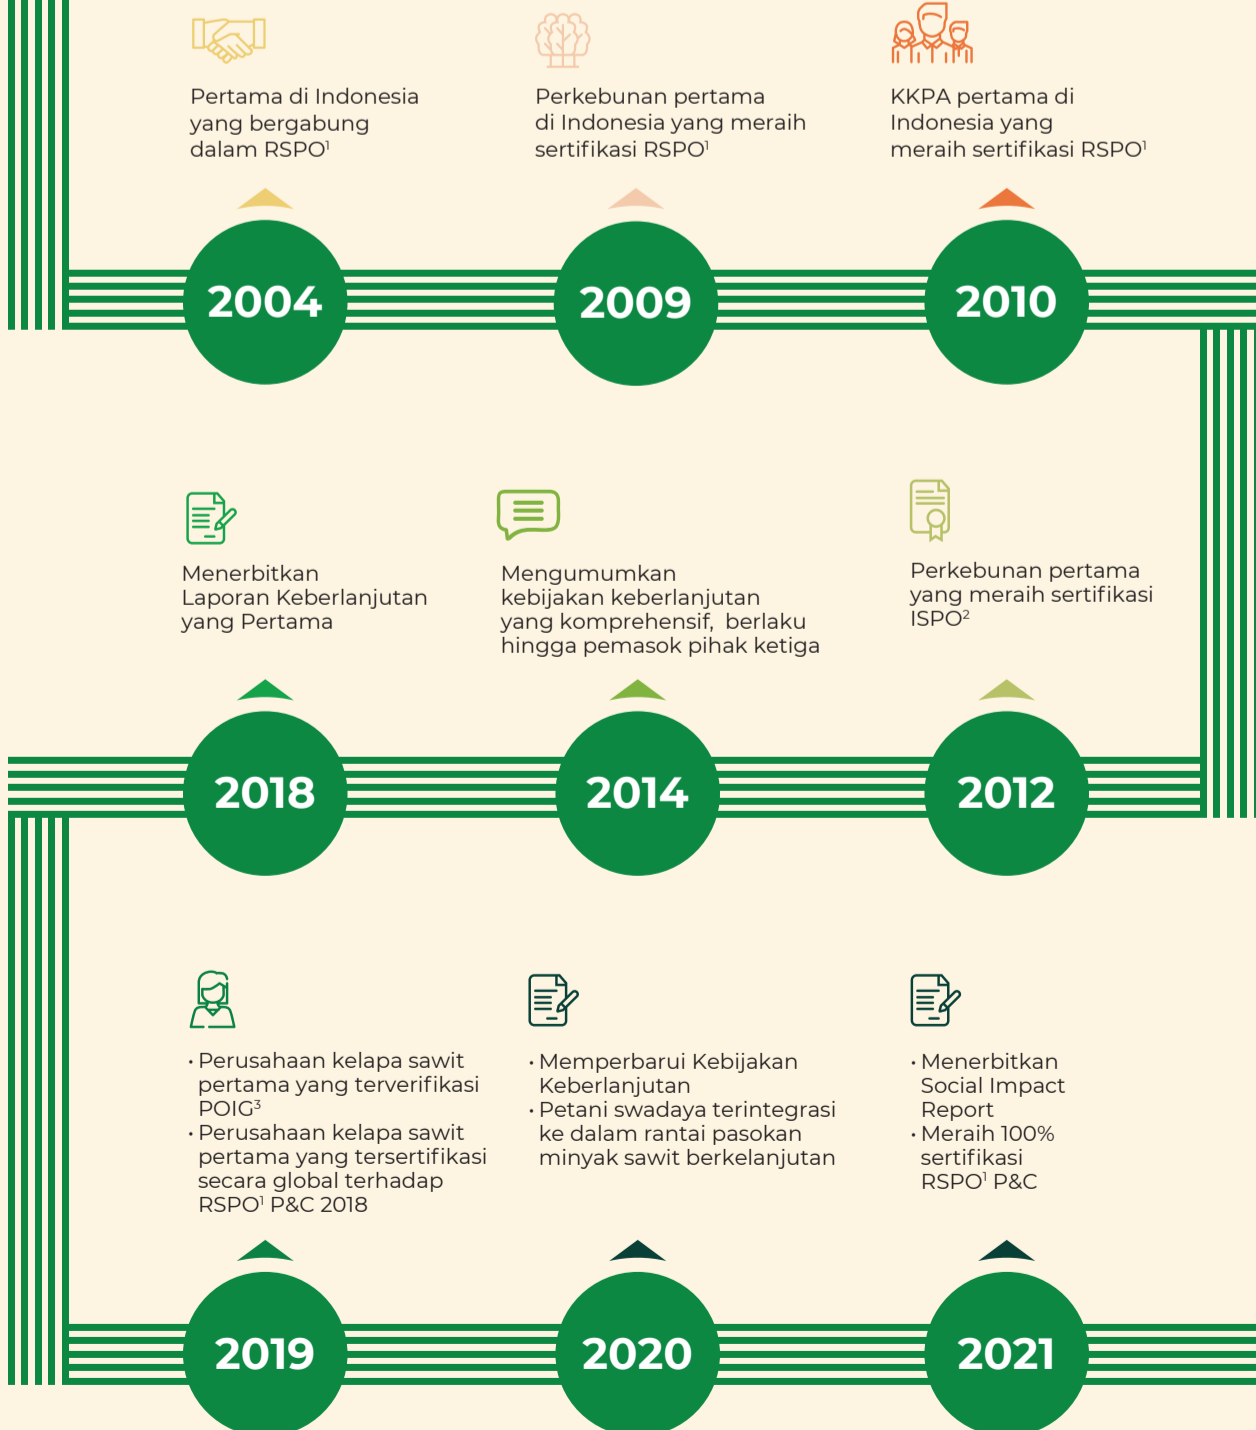 Pertama di Indonesia
yang bergabung
dalam RSPO¹
Perkebunan pertama
di Indonesia yang meraih
sertifikasi RSPO¹
KKPA pertama di
Indonesia yang
meraih sertifikasi RSPO¹
2004
2009
2010
Menerbitkan
Laporan Keberlanjutan
yang Pertama
Mengumumkan
kebijakan keberlanjutan
yang komprehensif, berlaku
hingga pemasok pihak ketiga
Perkebunan pertama
yang meraih sertifikasi
ISPO²
2018
2014
2012
• Perusahaan kelapa sawit
pertama yang terverifikasi
POIG³
• Perusahaan kelapa sawit
pertama yang tersertifikasi
secara global terhadap
RSPO¹ P&C 2018
• Memperbarui Kebijakan
Keberlanjutan
• Petani swadaya terintegrasi
ke dalam rantai pasokan
minyak sawit berkelanjutan
• Menerbitkan
Social Impact
Report
• Meraih 100%
sertifikasi
RSPO¹ P&C
2019
2020
2021